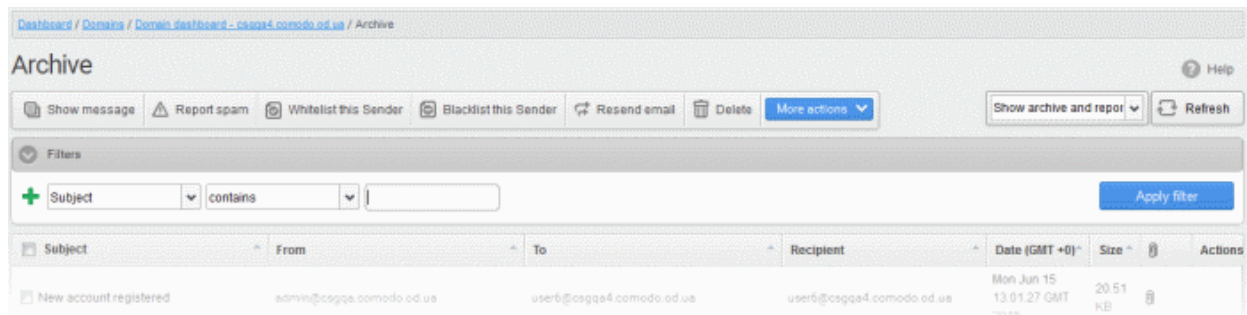 Dashboard / Domains / Domain dashboard - csgqa4.comodo.od.ua / Archive
Archive
Help
Show message Report spam Whitelist this Sender Blacklist this Sender Resend email Delete More actions Show archive and repor Refresh
Filters
Subject contains Apply filter
Subject From To Recipient Date (GMT +0) Size Actions
New account registered admin@csgqa.comodo.od.ua user6@csgqa4.comodo.od.ua user6@csgqa4.comodo.od.ua Mon Jun 15 20.51
13.01.27 GMT KB